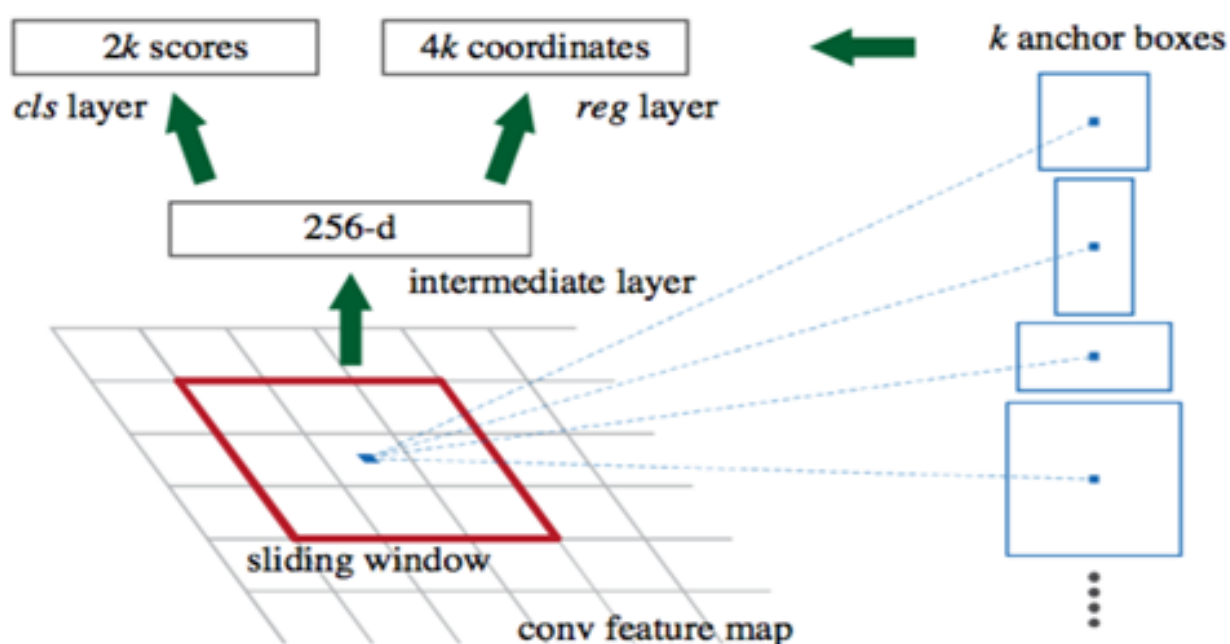 2k scores
4k coordinates
k anchor boxes
cls layer
reg layer
256-d
intermediate layer
sliding window
conv feature map